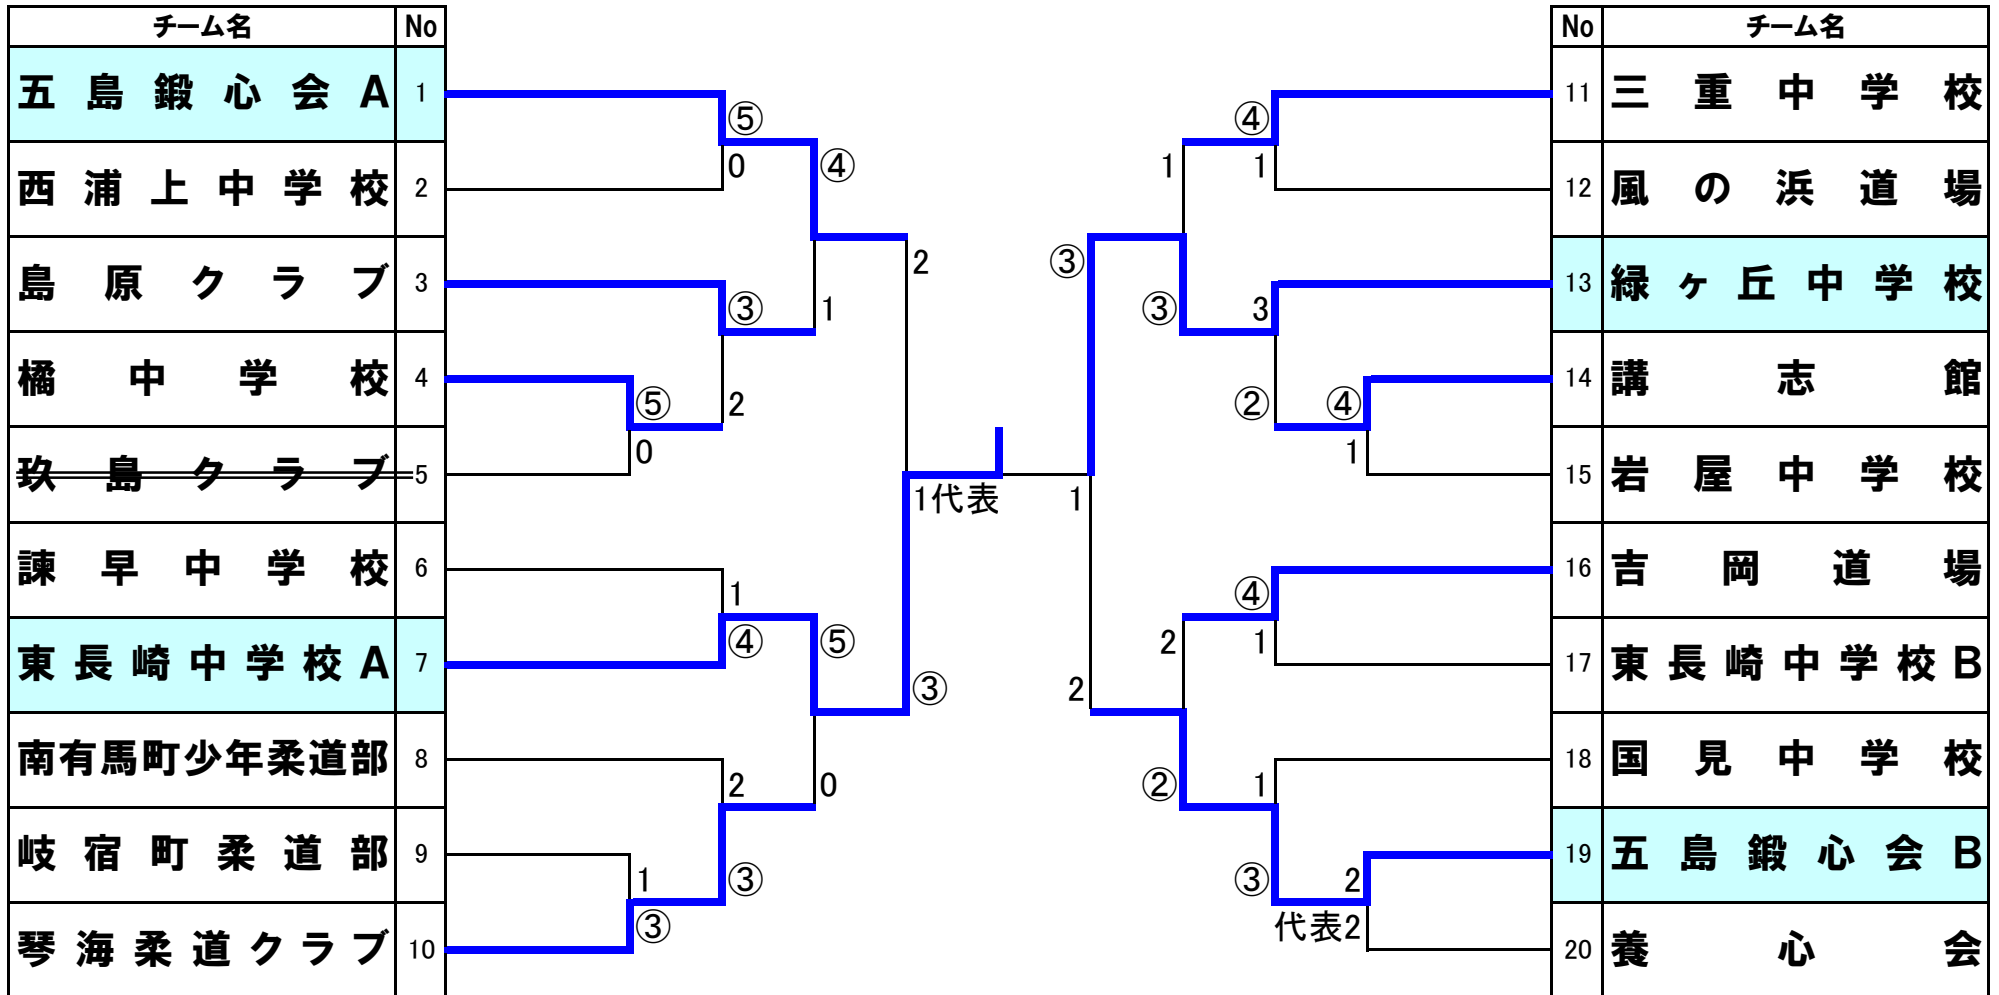 チーム名 No
五島鍛心会A 1
西浦上中学校 2
島原クラブ 3
橘中学校 4
玖島クラブ 5
諫早中学校 6
東長崎中学校A 7
南有馬町少年柔道部 8
岐宿町柔道部 9
琴海柔道クラブ 10
⑤
0
④
2
③
1
⑤
2
0
1代表
1
④
⑤
③
2
0
1
③
③
④
1
1
③
③
3
②
④
1
1
④
2
1
2
②
1
③
2
代表2
No チーム名
11 三重中学校
12 風の浜道場
13 緑ヶ丘中学校
14 講志館
15 岩屋中学校
16 吉岡道場
17 東長崎中学校B
18 国見中学校
19 五島鍛心会B
20 養心会